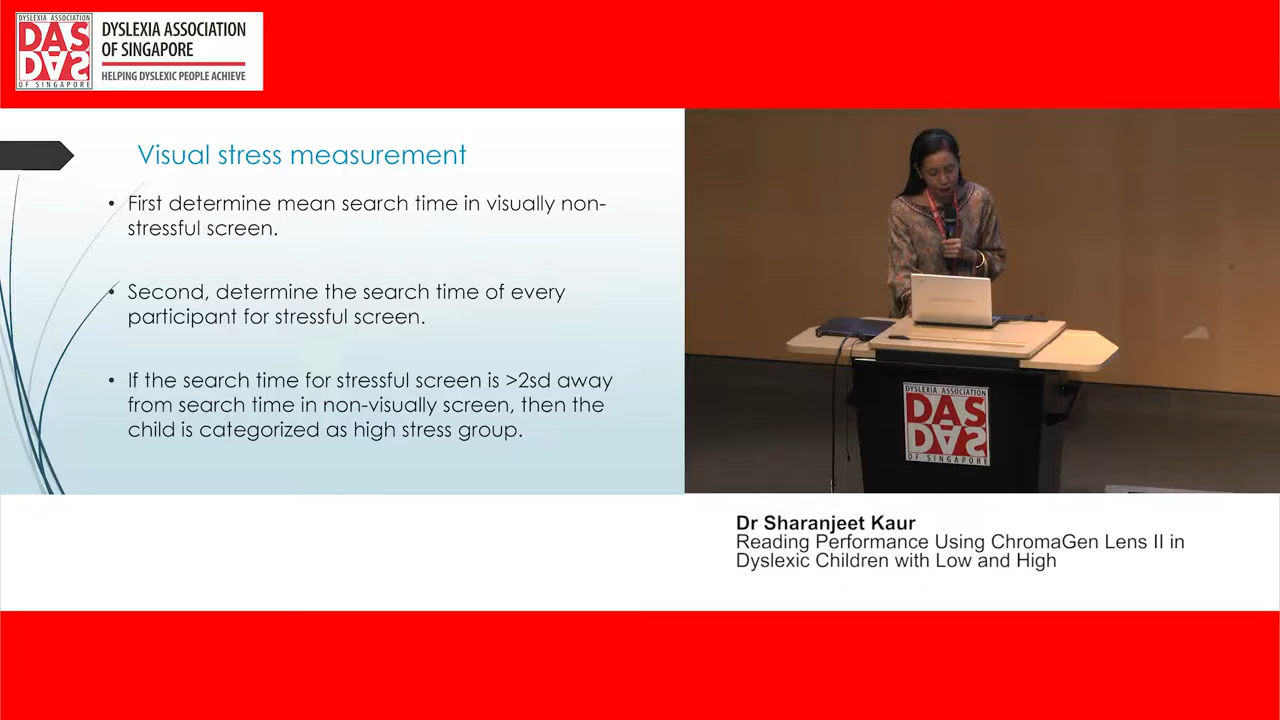 DYSLEXIA ASSOCIATION
DAS
DAS
OF SINGAPORE
DYSLEXIA ASSOCIATION
OF SINGAPORE
HELPING DYSLEXIC PEOPLE ACHIEVE
Visual stress measurement
• First determine mean search time in visually non-
stressful screen.
• Second, determine the search time of every
participant for stressful screen.
• If the search time for stressful screen is >2sd away
from search time in non-visually screen, then the
child is categorized as high stress group.
DYSLEXIA ASSOCIATION
DAS
DAS
OF SINGAPORE
Dr Sharanjeet Kaur
Reading Performance Using ChromaGen Lens II in
Dyslexic Children with Low and High